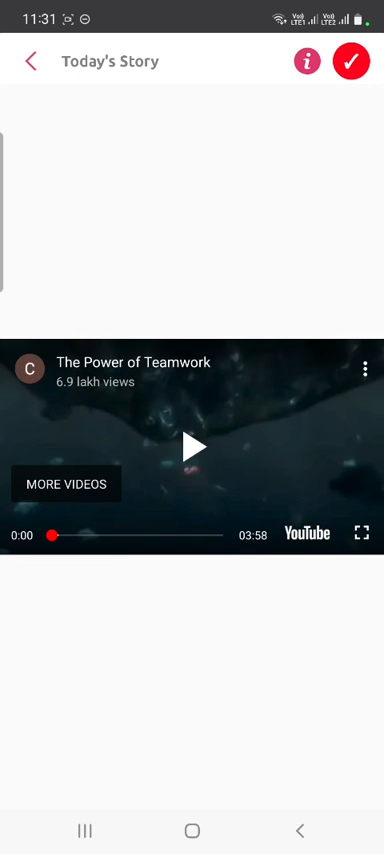 11:31
Vo)) LTE1 Vo)) LTE2
Today's Story
i
C
The Power of Teamwork
6.9 lakh views
MORE VIDEOS
0:00
03:58
YouTube